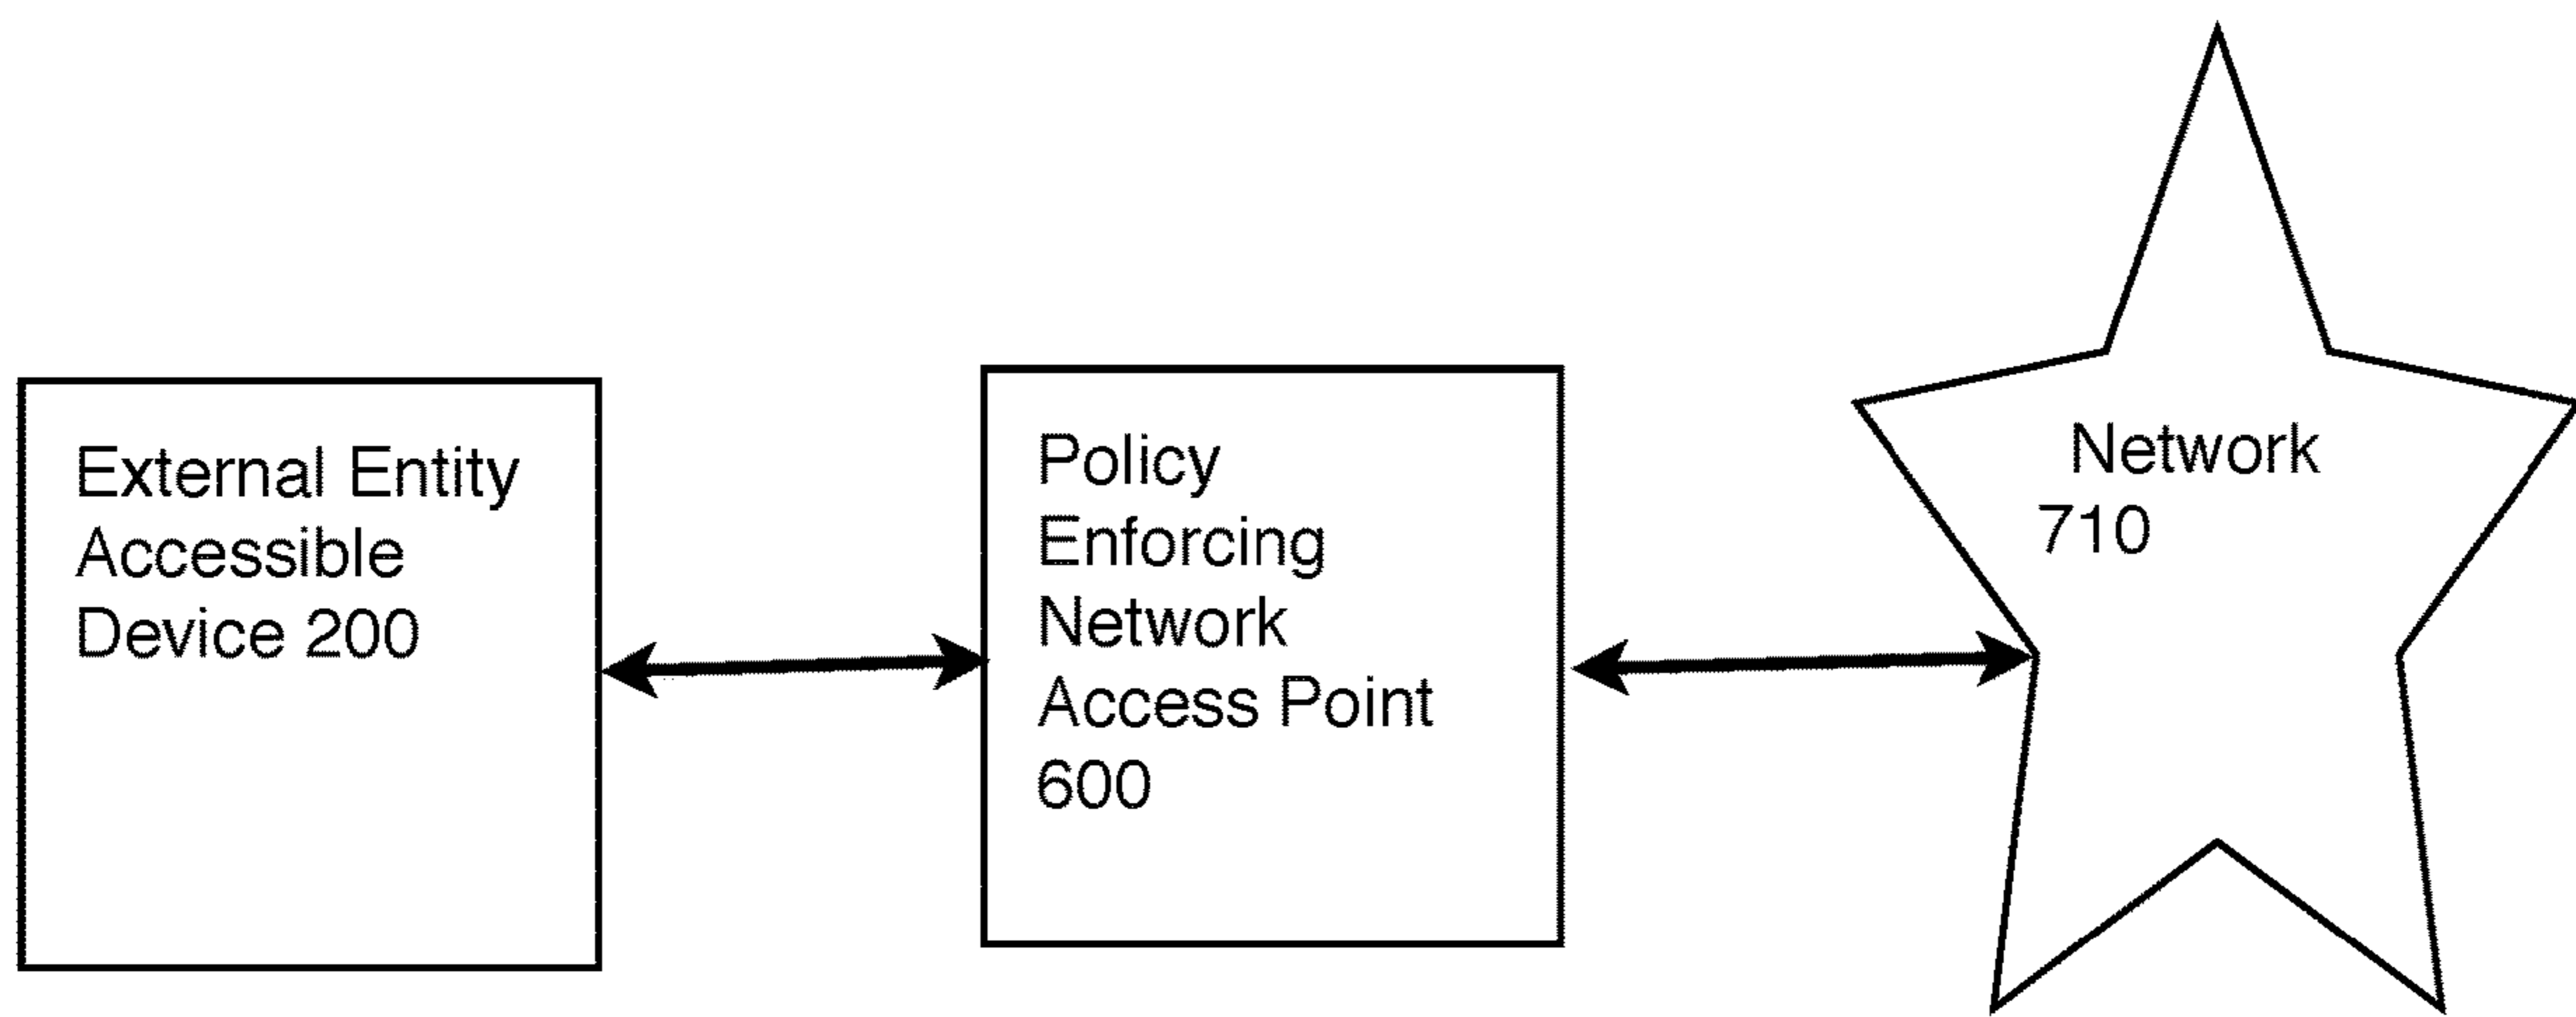 External Entity
Accessible
Device 200
Policy
Enforcing
Network
Access Point
600
Network
710